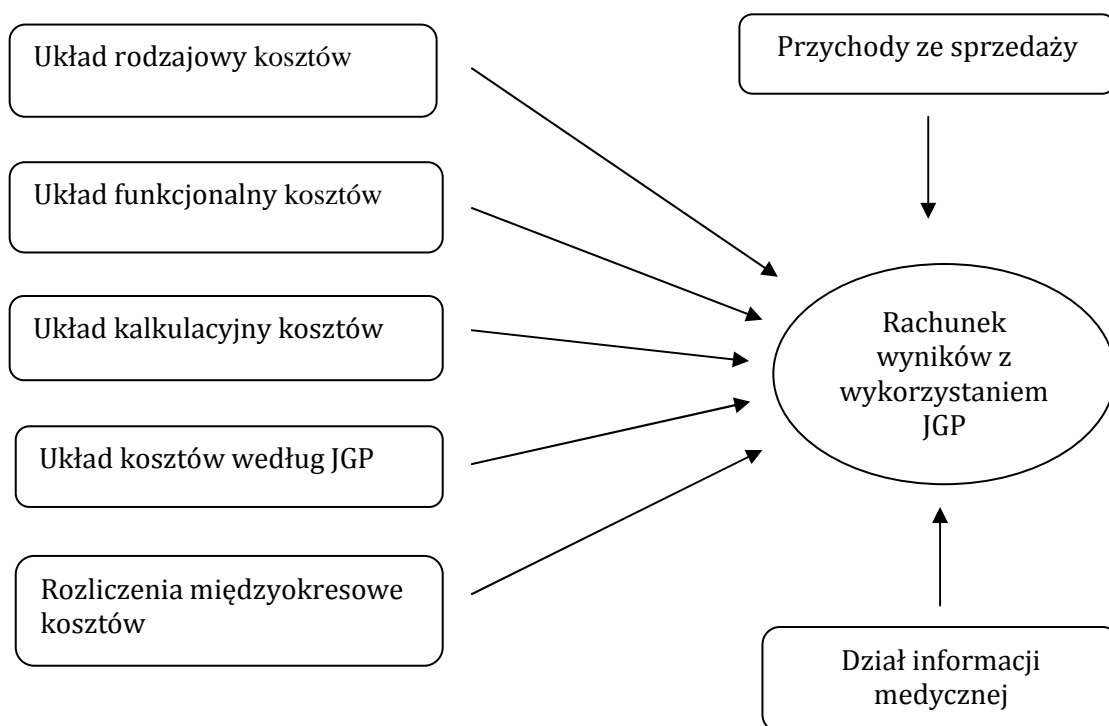 Układ rodzajowy kosztów
Układ funkcjonalny kosztów
Układ kalkulacyjny kosztów
Układ kosztów według JGP
Rozliczenia międzyokresowe
kosztów
Przychody ze sprzedaży
Rachunek
wyników z
wykorzystaniem
JGP
Dział informacji
medycznej